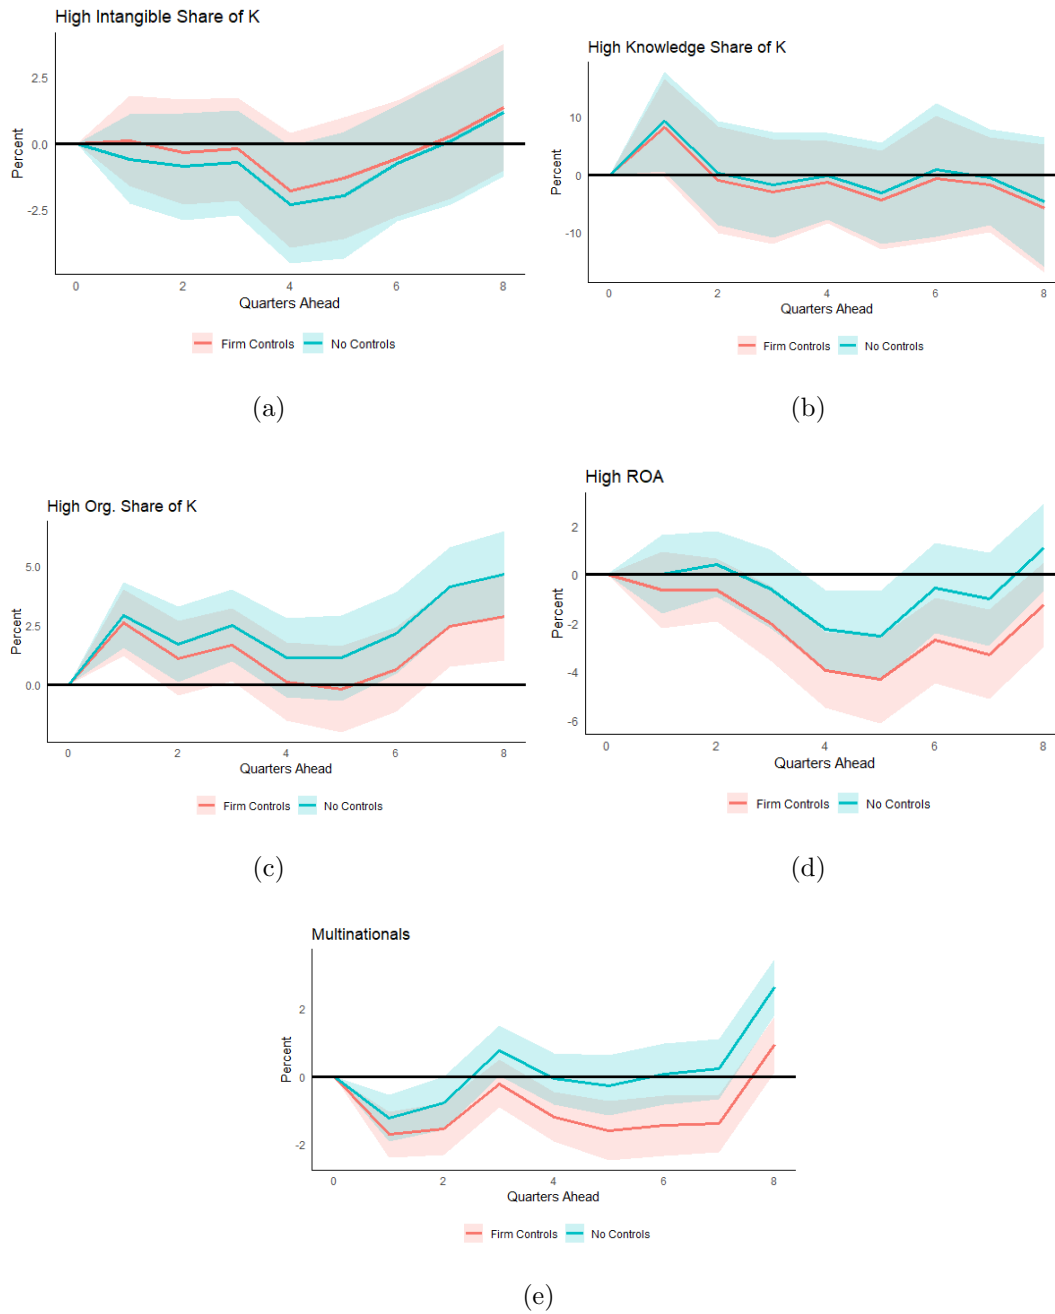 High Intangible Share of K
Percent
2.5
0.0
-2.5
0 2 4 6 8
Quarters Ahead
Firm Controls No Controls
(a)
High Knowledge Share of K
Percent
10
0
-10
0 2 4 6 8
Quarters Ahead
Firm Controls No Controls
(b)
High Org. Share of K
Percent
5.0
2.5
0.0
0 2 4 6 8
Quarters Ahead
Firm Controls No Controls
(c)
High ROA
Percent
2
0
-2
-4
-6
0 2 4 6 8
Quarters Ahead
Firm Controls No Controls
(d)
Multinationals
Percent
2
0
-2
0 2 4 6 8
Quarters Ahead
Firm Controls No Controls
(e)